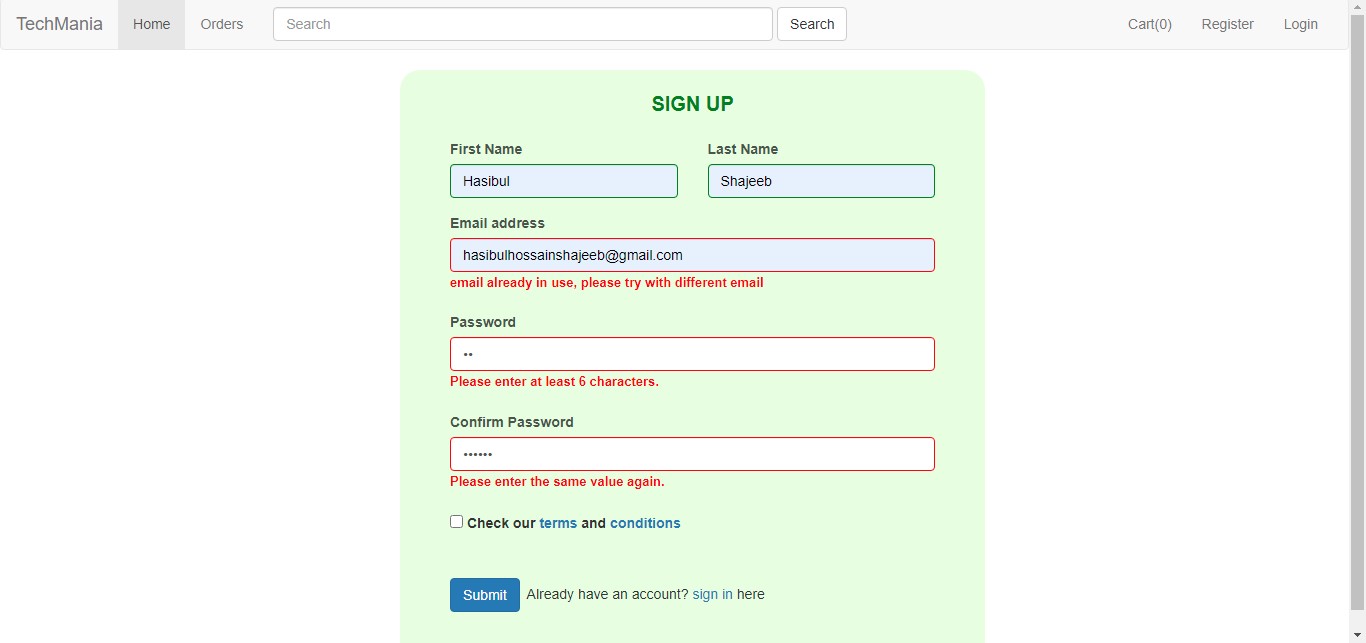 TechMania Home Orders Search Search Cart(0) Register Login
SIGN UP
First Name Last Name
Hasibul Shajeeb
Email address
hasibulhossainshajeeb@gmail.com
email already in use, please try with different email
Password
••
Please enter at least 6 characters.
Confirm Password
••••••
Please enter the same value again.
Check our terms and conditions
Submit Already have an account? sign in here